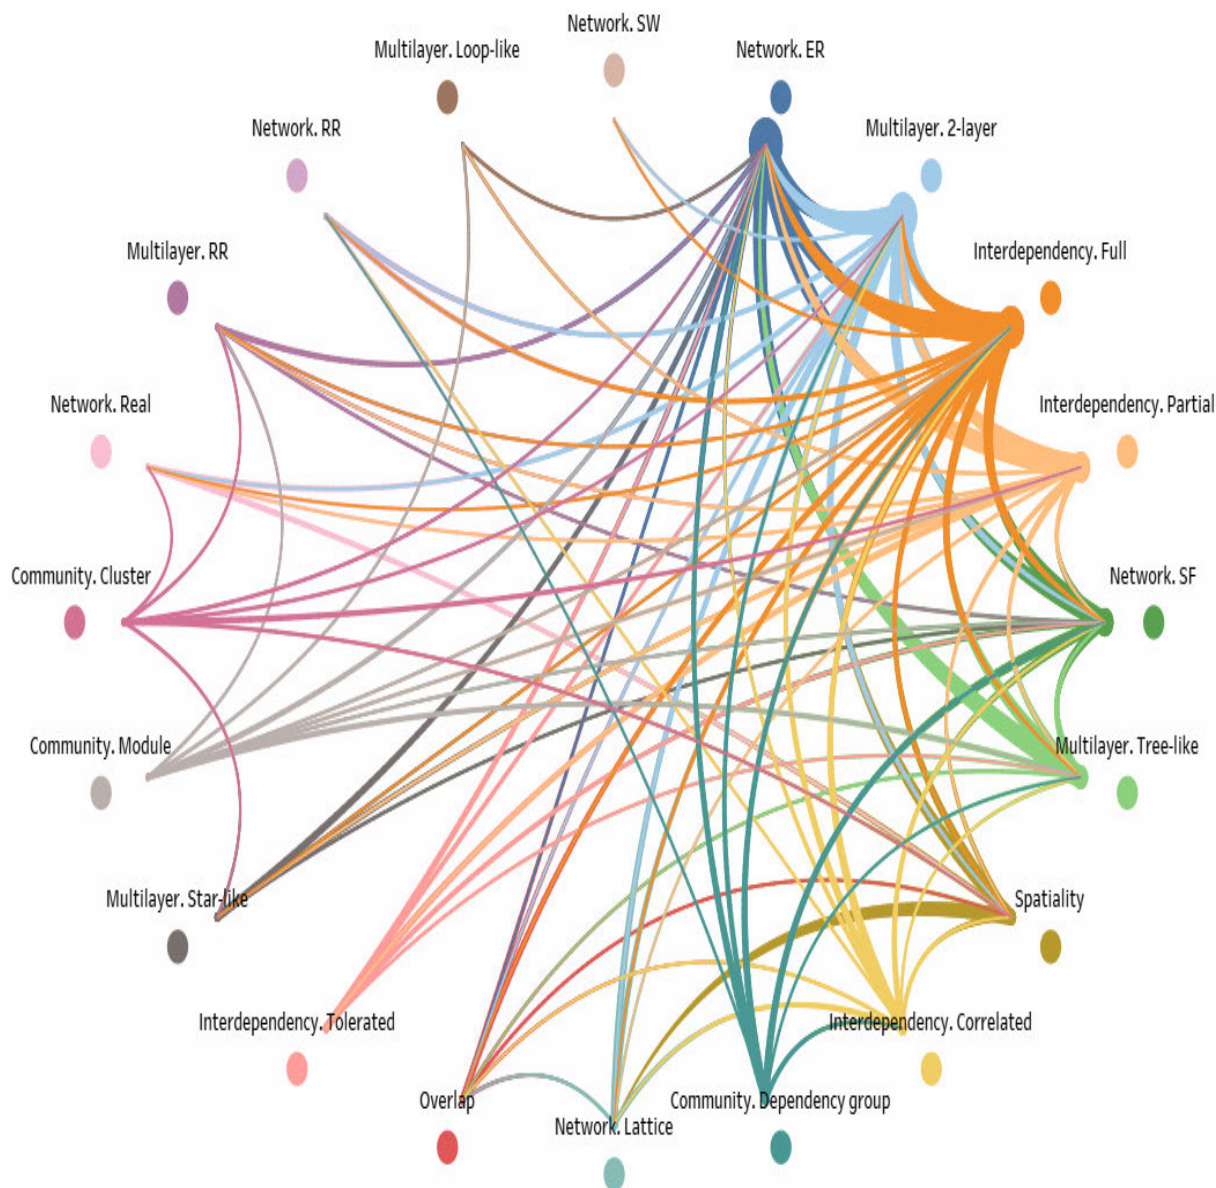 Network. SW
Multilayer. Loop-like
Network. ER
Network. RR
Multilayer. 2-layer
Multilayer. RR
Interdependency. Full
Network. Real
Interdependency. Partial
Community. Cluster
Network. SF
Community. Module
Multilayer. Tree-like
Multilayer. Star-like
Spatiality
Interdependency. Tolerated
Interdependency. Correlated
Overlap
Community. Dependency group
Network. Lattice